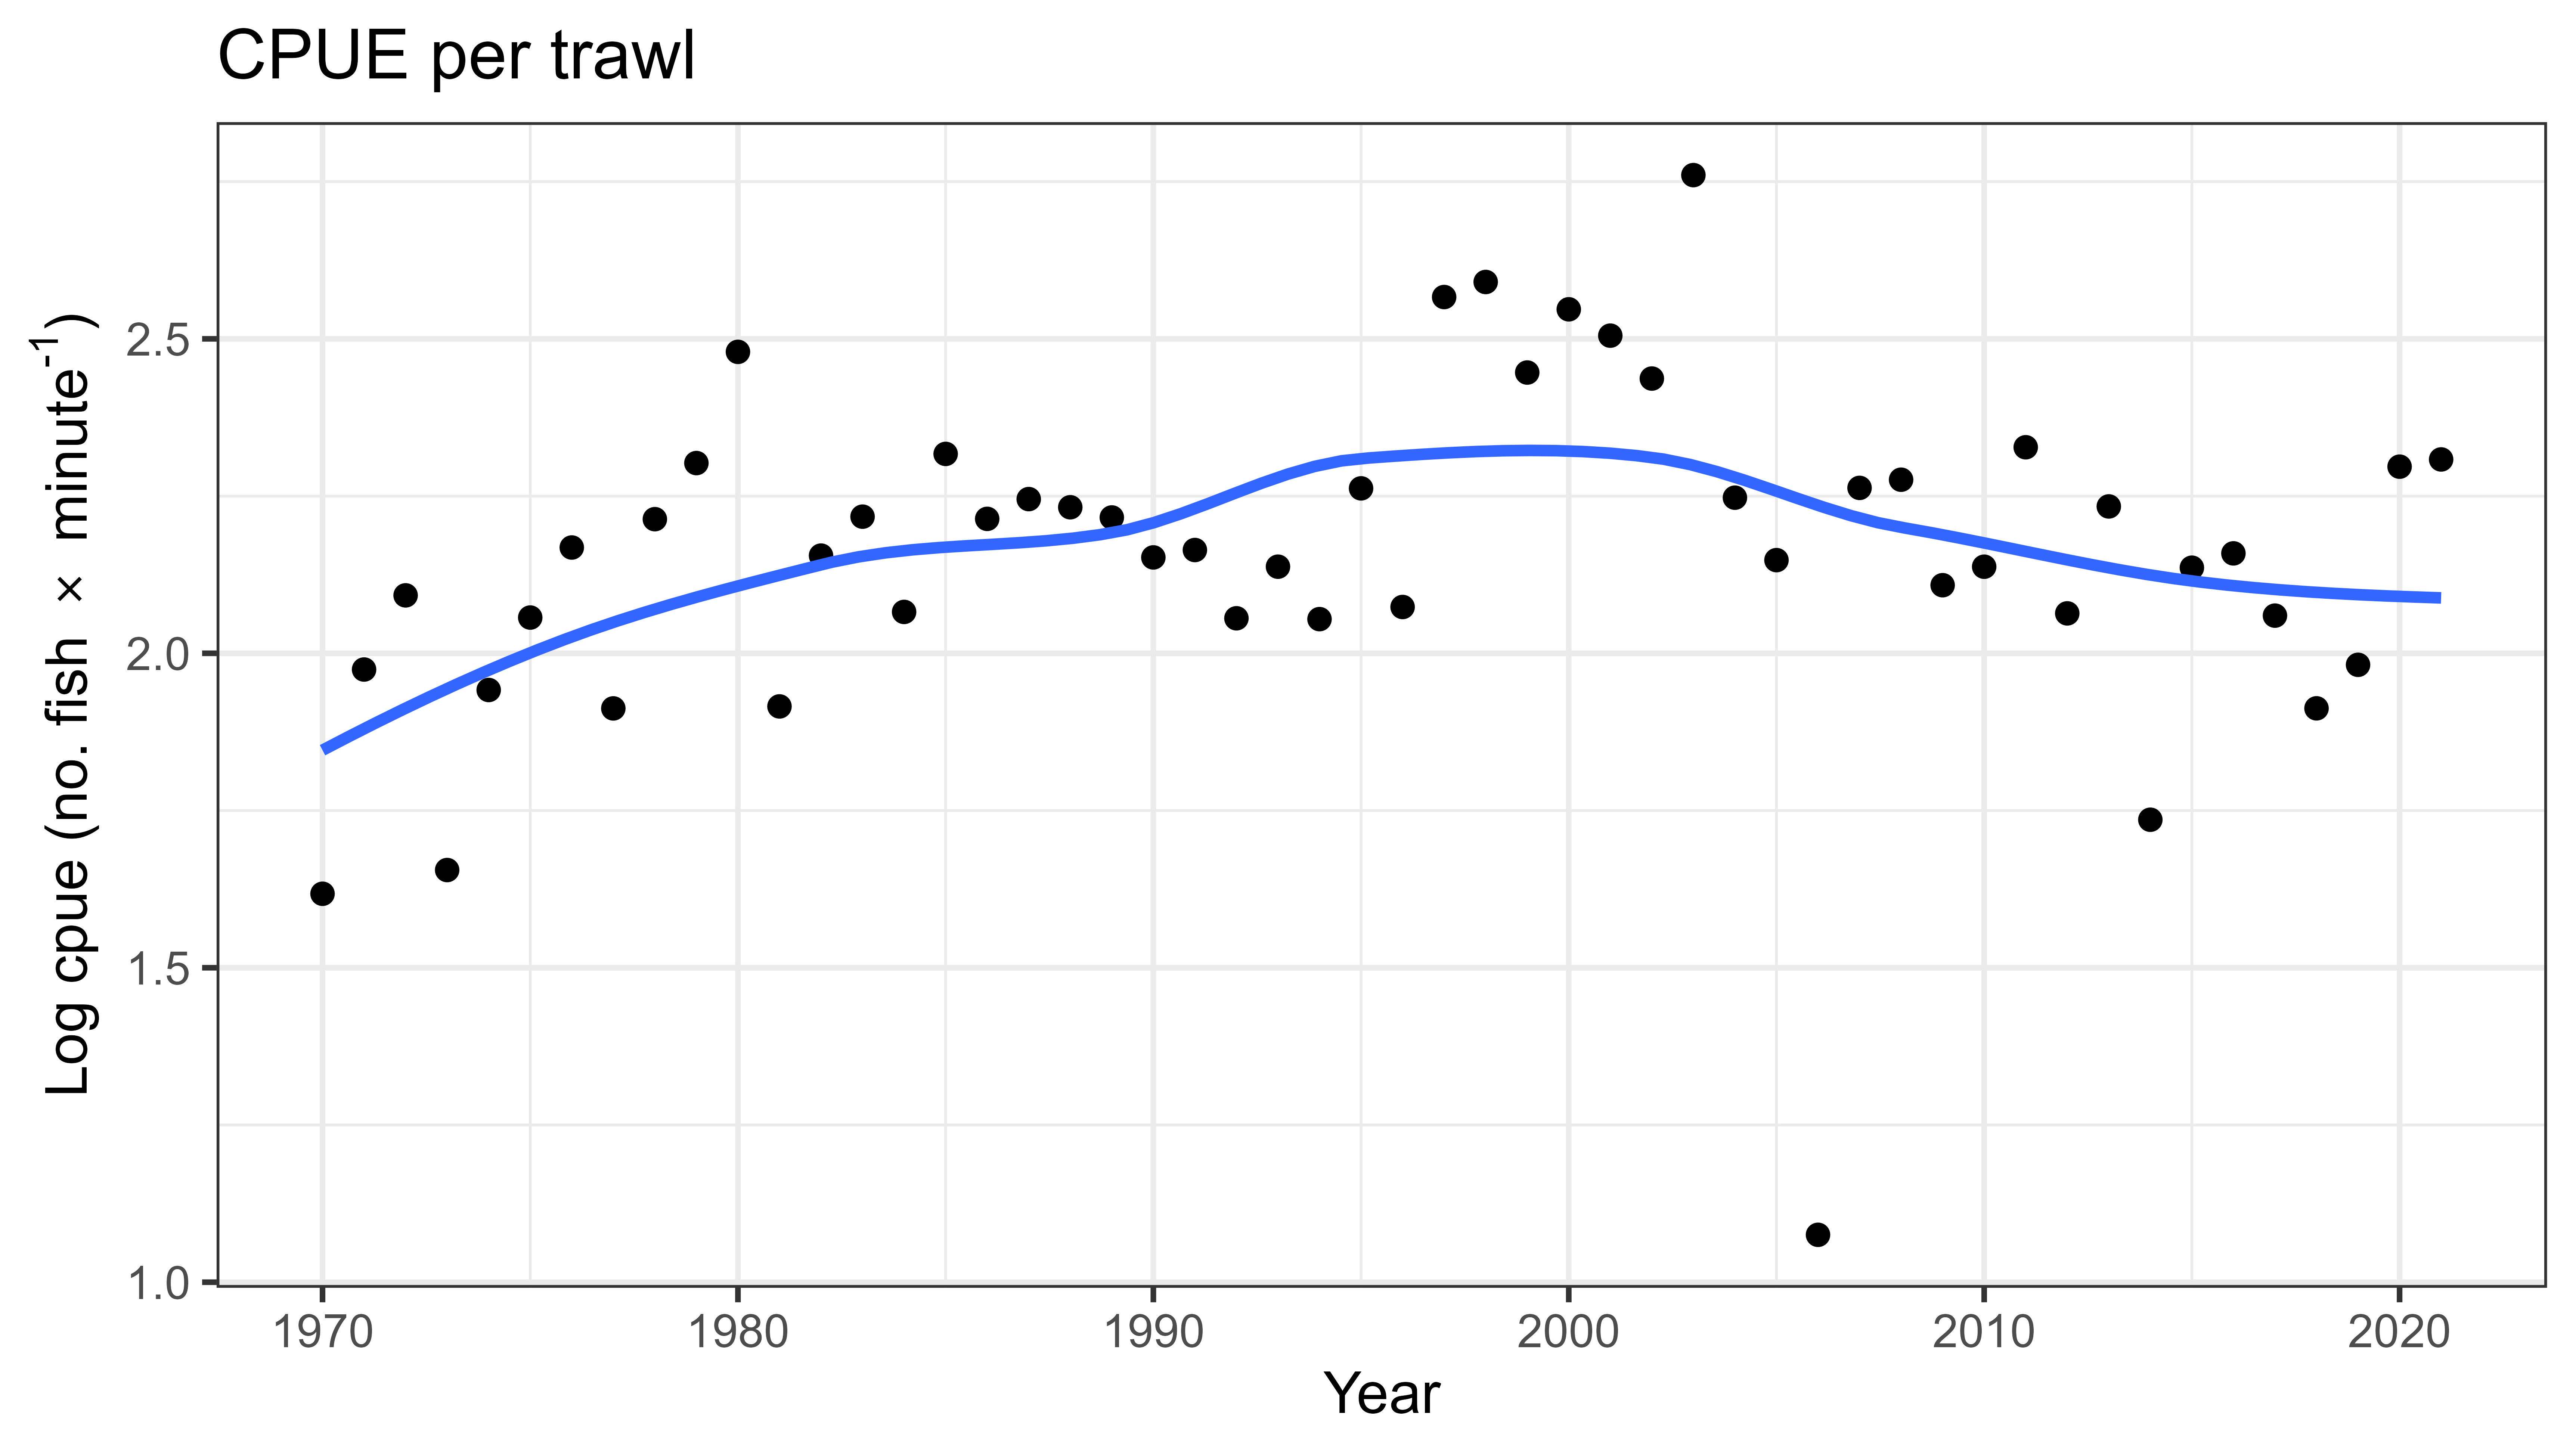 CPUE per trawl
Log cpue (no. fish × minute⁻¹)
2.5
2.0
1.5
1.0
1970 1980 1990 2000 2010 2020
Year